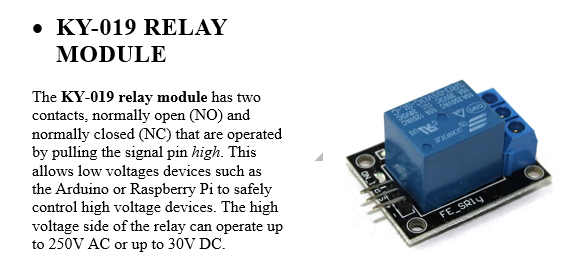 • KY-019 RELAY
MODULE
The KY-019 relay module has two
contacts, normally open (NO) and
normally closed (NC) that are operated
by pulling the signal pin high. This
allows low voltages devices such as
the Arduino or Raspberry Pi to safely
control high voltage devices. The high
voltage side of the relay can operate up
to 250V AC or up to 30V DC.
SONGLE
FE_SR1y